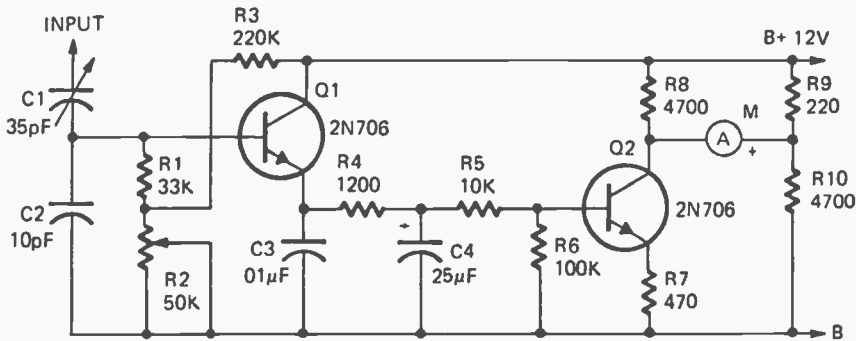 INPUT
R3
220K
B+ 12V
Q1
C1
35pF
2N706
R8
4700
M
R9
220
A
+
R1
33K
R4
1200
R5
10K
Q2
2N706
R10
4700
C2
10pF
R2
50K
C3
01µF
C4
25µF
R6
100K
R7
470
B